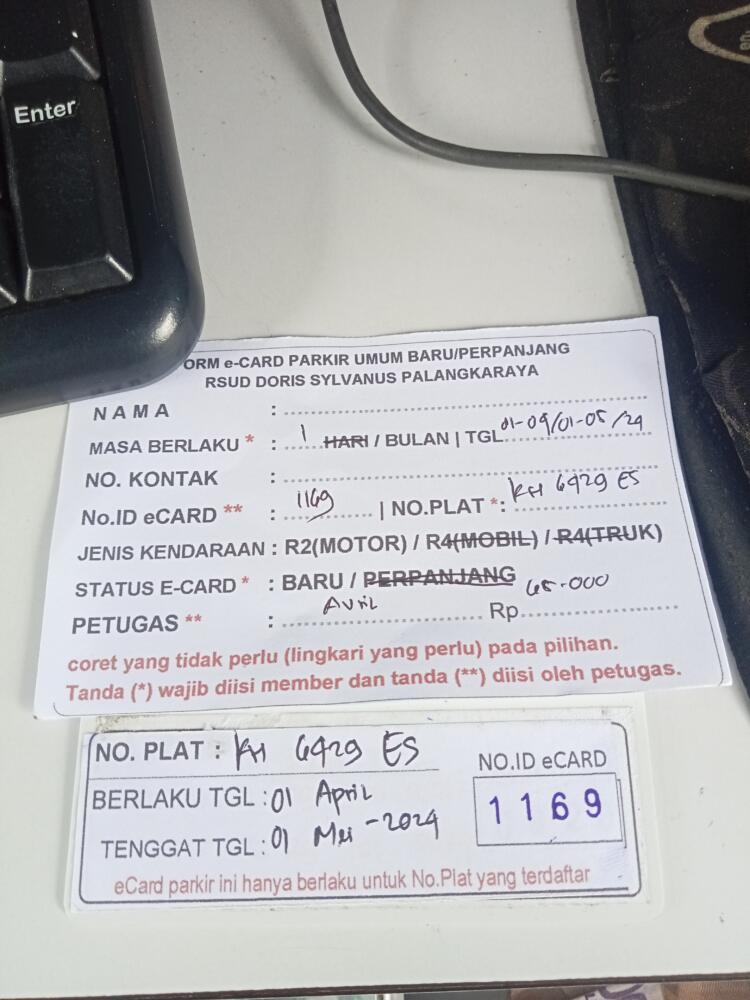 Enter
ORM e-CARD PARKIR UMUM BARU/PERPANJANG
RSUD DORIS SYLVANUS PALANGKARAYA
NAMA :
MASA BERLAKU * : 1 HARI / BULAN | TGL 01-04/01-05/24
NO. KONTAK :
No.ID eCARD ** : 1169 | NO.PLAT *: KH 6429 ES
JENIS KENDARAAN : R2(MOTOR) / R4(MOBIL) / R4(TRUK)
STATUS E-CARD * : BARU / PERPANJANG
PETUGAS ** : Avril Rp 65.000
coret yang tidak perlu (lingkari yang perlu) pada pilihan.
Tanda (*) wajib diisi member dan tanda (**) diisi oleh petugas.
NO. PLAT : KH 6429 ES
NO.ID eCARD
1169
BERLAKU TGL : 01 April
TENGGAT TGL : 01 Mei - 2024
eCard parkir ini hanya berlaku untuk No.Plat yang terdaftar